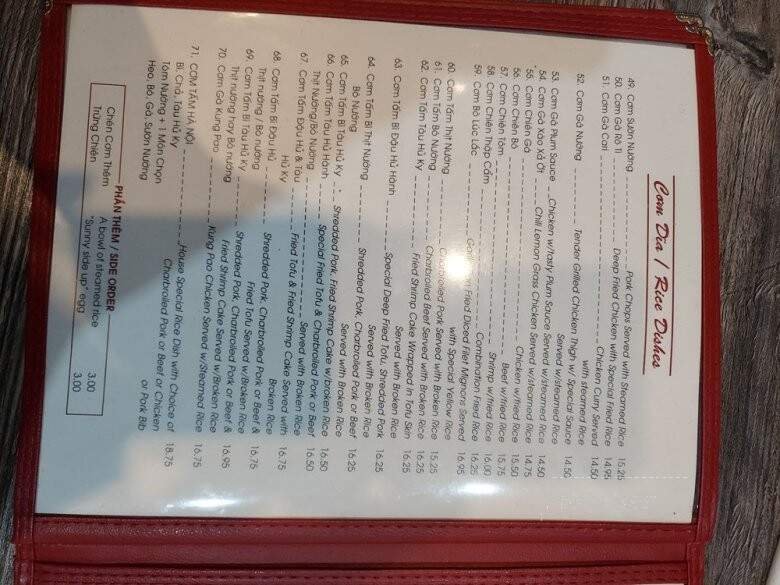 Cơm Dĩa / Rice Dishes
49. Cơm Sườn Nướng Pork Chops Served with Steamed Rice 15.25
50. Cơm Gà Rô Ti Deep Fried Chicken with Special Fried Rice 14.95
51. Cơm Gà Cari Chicken Curry Served 14.50
with steamed Rice
52. Cơm Gà Nướng Tender Grilled Chicken Thigh w/ Special Sauce 14.50
Served w/steamed Rice
53. Cơm Gà Plum Sauce Chicken w/tasty Plum Sauce Served w/steamed Rice 14.50
54. Cơm Gà Xào Xả Ớt Chili Lemon Grass Chicken Served w/steamed Rice 14.50
55. Cơm Chiên Gà Chicken w/fried Rice 14.75
56. Cơm Chiên Bò Beef w/fried Rice 15.50
57. Cơm Chiên Tôm Shrimp w/fried Rice 15.75
58. Cơm Chiên Thập Cẩm Combination Fried Rice 16.00
59. Cơm Bò Lúc Lắc Fried Diced Filet Mignon Served 16.95
with Special Yellow Rice
60. Cơm Tấm Thịt Nướng Charbroiled Pork Served with Broken Rice 15.25
61. Cơm Tấm Bò Nướng Charbroiled Beef Served with Broken Rice 16.25
62. Cơm Tấm Tàu Hủ Ky Fried Shrimp Cake Wrapped in Tofu Skin 16.25
Served with Broken Rice
63. Cơm Tấm Bì Đậu Hủ Hành Special Deep Fried Tofu, Shredded Pork 16.25
Served with Broken Rice
64. Cơm Tấm Bì Thịt Nướng Shredded Pork, Charbroiled Pork or Beef 16.25
Bò Nướng Served with Broken Rice
65. Cơm Tấm Bì Tàu Hủ Ky Shredded Pork, Fried Shrimp Cake w/broken Rice 16.50
66. Cơm Tấm Tàu Hủ Hành Special Fried Tofu & Charbroiled Pork or Beef 16.50
Thịt Nướng/Bò Nướng Served with Broken Rice
67. Cơm Tấm Đậu Hủ & Tàu Fried Tofu & Fried Shrimp Cake Served with 16.75
Hủ Ky Broken Rice
68. Cơm Tấm Bì Đậu Hủ Shredded Pork, Charbroiled Pork or Beef & 16.75
Thịt nướng / Bò nướng Fried Tofu Served w/Broken Rice
69. Cơm Tấm Bì Tàu Hủ Ky Shredded Pork, Charbroiled Pork or Beef & 16.95
Thịt nướng hay Bò nướng Fried Shrimp Cake Served w/Broken Rice
70. Cơm Gà Kung Pao Kung Pao Chicken Served w/Steamed Rice 16.75
71. CƠM TẤM HÀ NỘI House Special Rice Dish with Choice of 18.75
Bì, Chả, Tàu Hủ Ky Charbroiled Pork or Beef or Chicken
Tôm Nướng + 1 Món Chọn or Pork Rib
Heo, Bò, Gà, Sườn Nướng
PHẦN THÊM / SIDE ORDER
Chén Cơm Thêm A bowl of steamed rice 3.00
Trứng Chiên "Sunny side up" egg 3.00